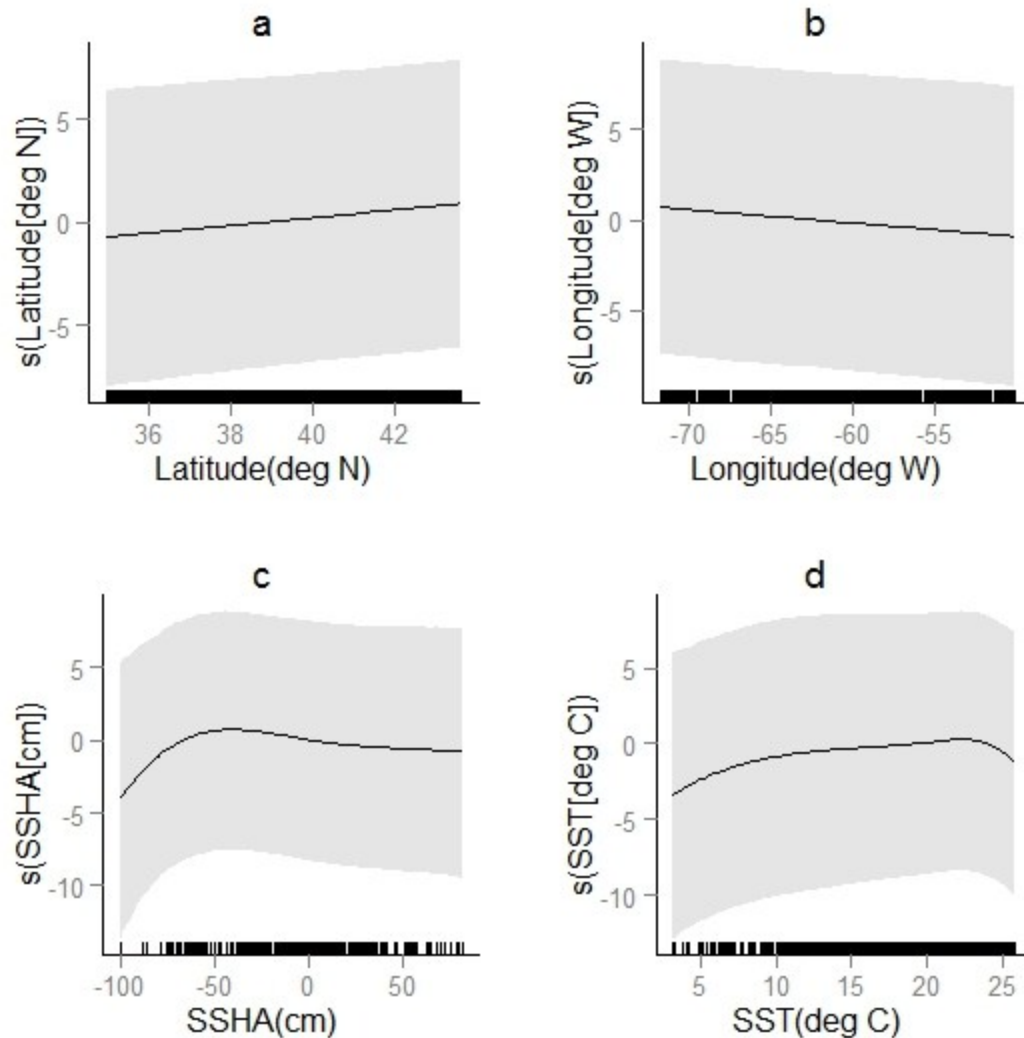 a
s(Latitude[deg N])
5
0
-5
36 38 40 42
Latitude(deg N)
b
s(Longitude[deg W])
5
0
-5
-70 -65 -60 -55
Longitude(deg W)
c
s(SSHA[cm])
5
0
-5
-10
-100 -50 0 50
SSHA(cm)
d
s(SST[deg C])
5
0
-5
-10
5 10 15 20 25
SST(deg C)